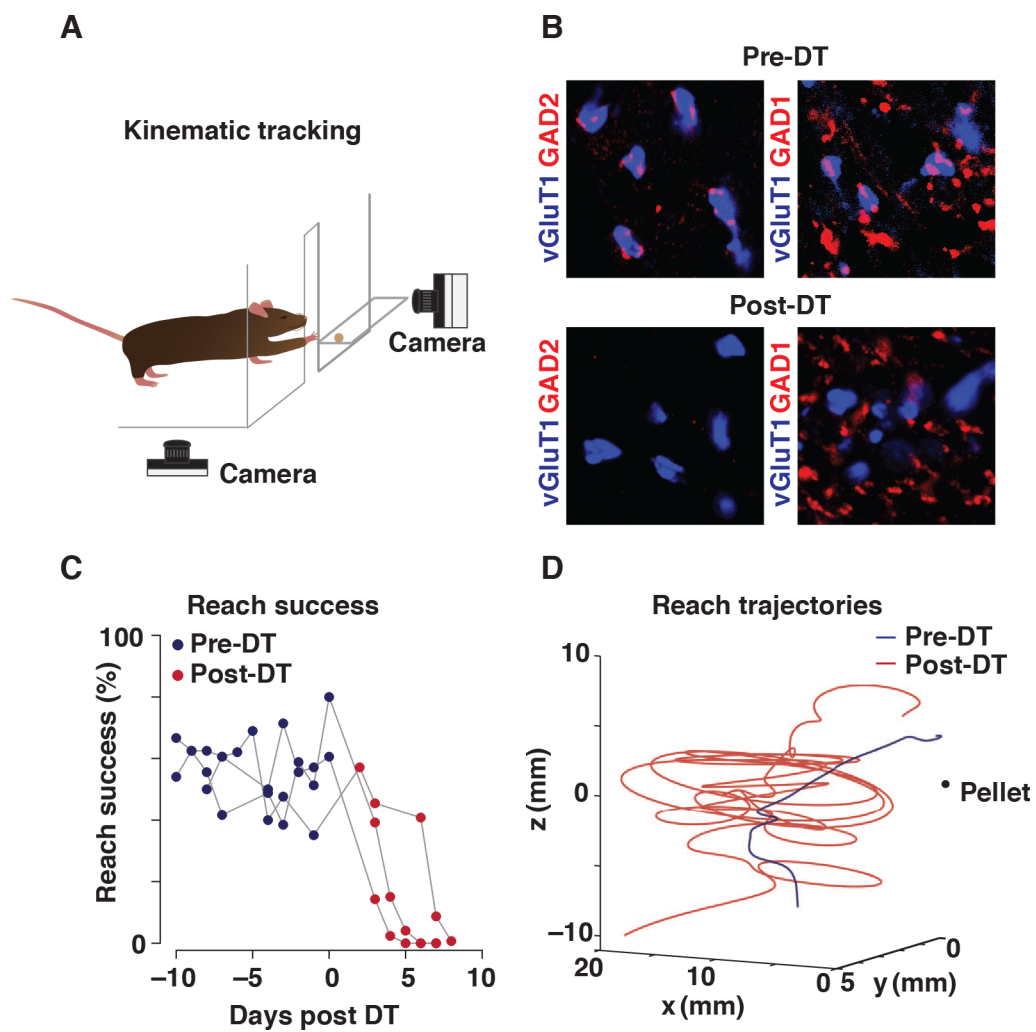 A
Kinematic tracking
Camera
Camera
B
Pre-DT
vGluT1 GAD2
vGluT1 GAD1
Post-DT
vGluT1 GAD2
vGluT1 GAD1
C
Reach success
Pre-DT
Post-DT
Reach success (%)
100
0
−10
−5
0
5
10
Days post DT
D
Reach trajectories
Pre-DT
Post-DT
10
0
−10
z (mm)
Pellet
20
10
0
x (mm)
5
0
y (mm)